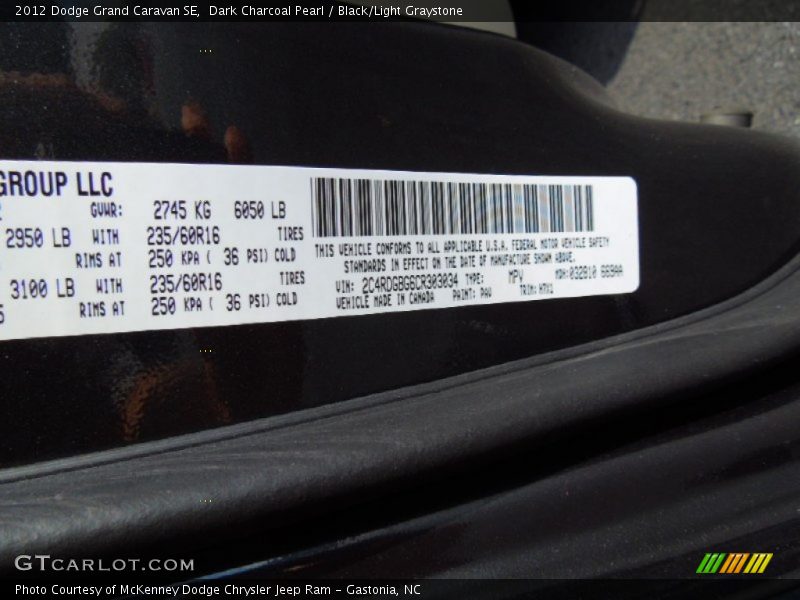 2012 Dodge Grand Caravan SE, Dark Charcoal Pearl / Black/Light Graystone
GROUP LLC
GVWR: 2745 KG 6050 LB
2950 LB WITH 235/60R16 TIRES
RIMS AT 250 KPA ( 36 PSI) COLD
3100 LB WITH 235/60R16 TIRES
RIMS AT 250 KPA ( 36 PSI) COLD
THIS VEHICLE CONFORMS TO ALL APPLICABLE U.S.A. FEDERAL MOTOR VEHICLE SAFETY
STANDARDS IN EFFECT ON THE DATE OF MANUFACTURE SHOWN ABOVE.
VIN: 2C4RDGBG6CR303034 TYPE: MPV MDH: 032810 669AA
VEHICLE MADE IN CANADA PAINT: PAU TRIM:
GTCARLOT.COM
Photo Courtesy of McKenney Dodge Chrysler Jeep Ram - Gastonia, NC